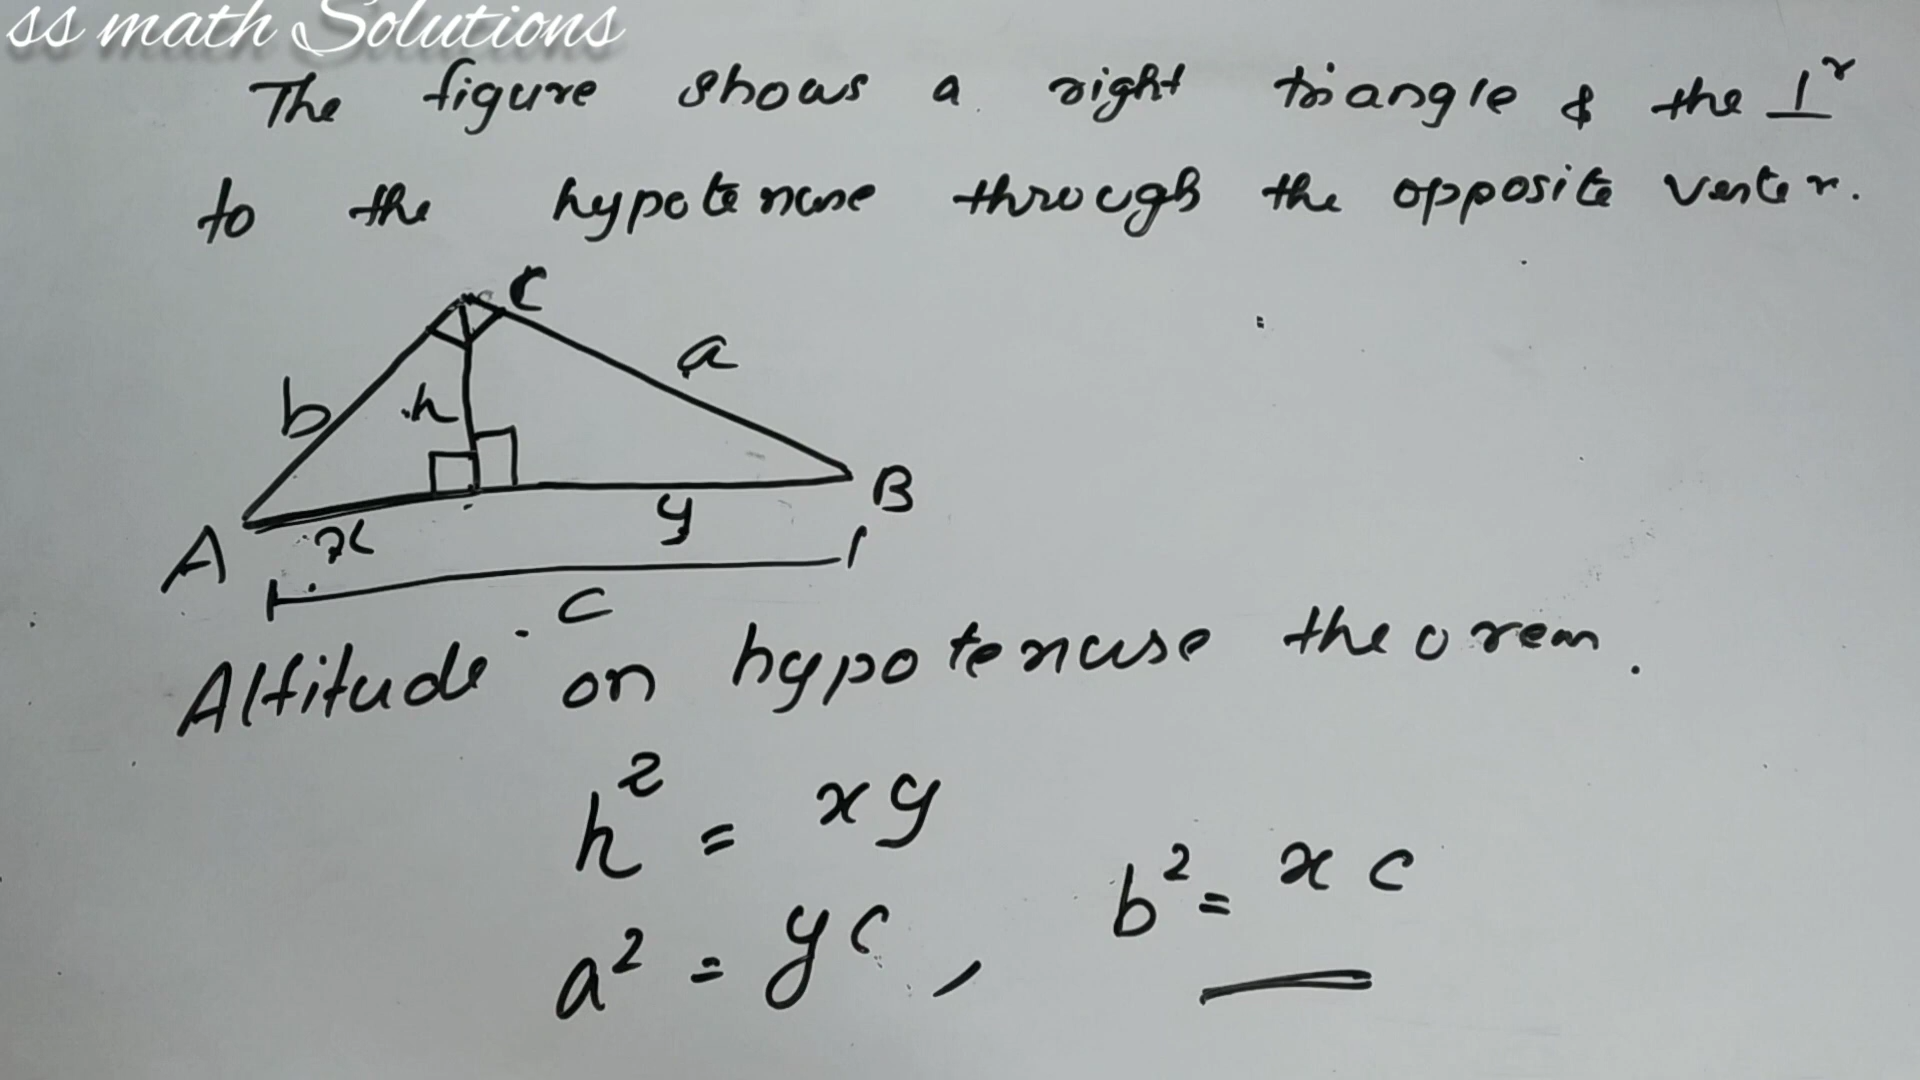 ss math Solutions
The figure shows a right triangle & the ⊥r
to the hypotenuse through the opposite vertex.
C
a
b
h
B
y
x
A
c
Altitude on hypotenuse theorem.
h² = xy
b² = xc
a² = yc,